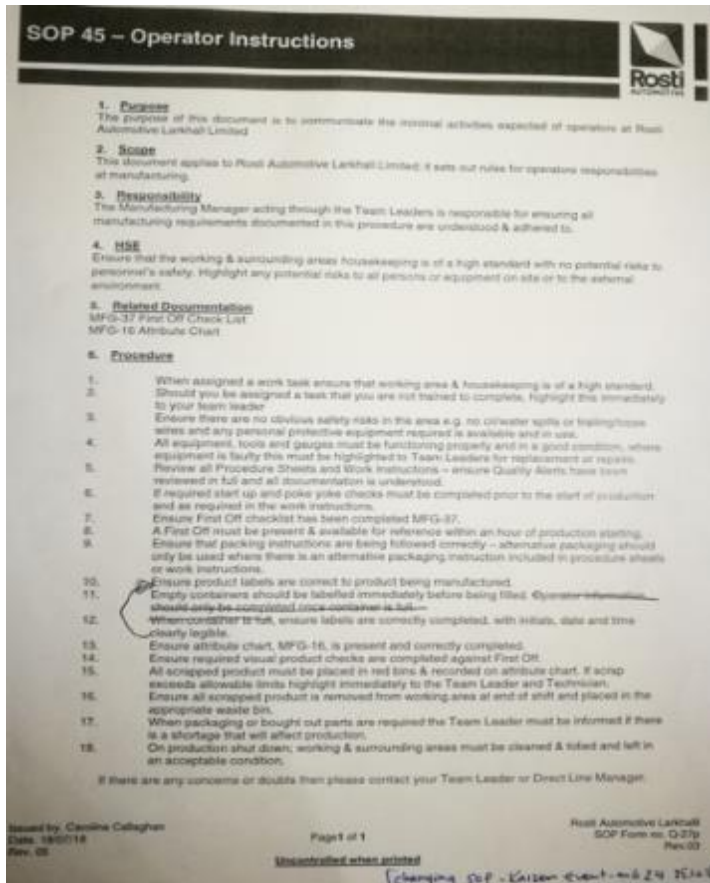 SOP 45 – Operator Instructions
Rosti
AUTOMOTIVE
1. Purpose
The purpose of this document is to communicate the minimal activities expected of operators at Rosti
Automotive Larkhall Limited
2. Scope
This document applies to Rosti Automotive Larkhall Limited; it sets out rules for operators responsibilities
at manufacturing.
3. Responsibility
The Manufacturing Manager acting through the Team Leaders is responsible for ensuring all
manufacturing requirements documented in this procedure are understood & adhered to.
4. HSE
Ensure that the working & surrounding areas housekeeping is of a high standard with no potential risks to
personnel's safety. Highlight any potential risks to all persons or equipment on site or to the external
environment.
5. Related Documentation
MFG-37 First Off Check List
MFG-16 Attribute Chart
6. Procedure
1. When assigned a work task ensure that working area & housekeeping is of a high standard.
2. Should you be assigned a task that you are not trained to complete, highlight this immediately
to your team leader
3. Ensure there are no obvious safety risks in the area e.g. no oil/water spills or trailing/loose
wires and any personal protective equipment required is available and in use.
4. All equipment, tools and gauges must be functioning properly and in a good condition, where
equipment is faulty this must be highlighted to Team Leaders for replacement or repairs.
5. Review all Procedure Sheets and Work Instructions – ensure Quality Alerts have been
reviewed in full and all documentation is understood.
6. If required start up and poke yoke checks must be completed prior to the start of production
and as required in the work instructions.
7. Ensure First Off checklist has been completed MFG-37.
8. A First Off must be present & available for reference within an hour of production starting.
9. Ensure that packing instructions are being followed correctly – alternative packaging should
only be used where there is an alternative packaging instruction included in procedure sheets
or work instructions.
10. Ensure product labels are correct to product being manufactured.
11. Empty containers should be labelled immediately before being filled. Operator information
should only be completed once container is full.
12. When container is full, ensure labels are correctly completed, with initials, date and time
clearly legible.
13. Ensure attribute chart, MFG-16, is present and correctly completed.
14. Ensure required visual product checks are completed against First Off.
15. All scrapped product must be placed in red bins & recorded on attribute chart. If scrap
exceeds allowable limits highlight immediately to the Team Leader and Technician.
16. Ensure all scrapped product is removed from working area at end of shift and placed in the
appropriate waste bin.
17. When packaging or bought out parts are required the Team Leader must be informed if there
is a shortage that will affect production.
18. On production shut down; working & surrounding areas must be cleaned & tidied and left in
an acceptable condition.
If there are any concerns or doubts then please contact your Team Leader or Direct Line Manager.
Issued by: Caroline Callaghan
Date: 18/07/18
Rev. 05
Page1 of 1
Uncontrolled when printed
Rosti Automotive Larkhall
SOP Form no. Q-27p
Rev.03
changing SOP - Kaizen event